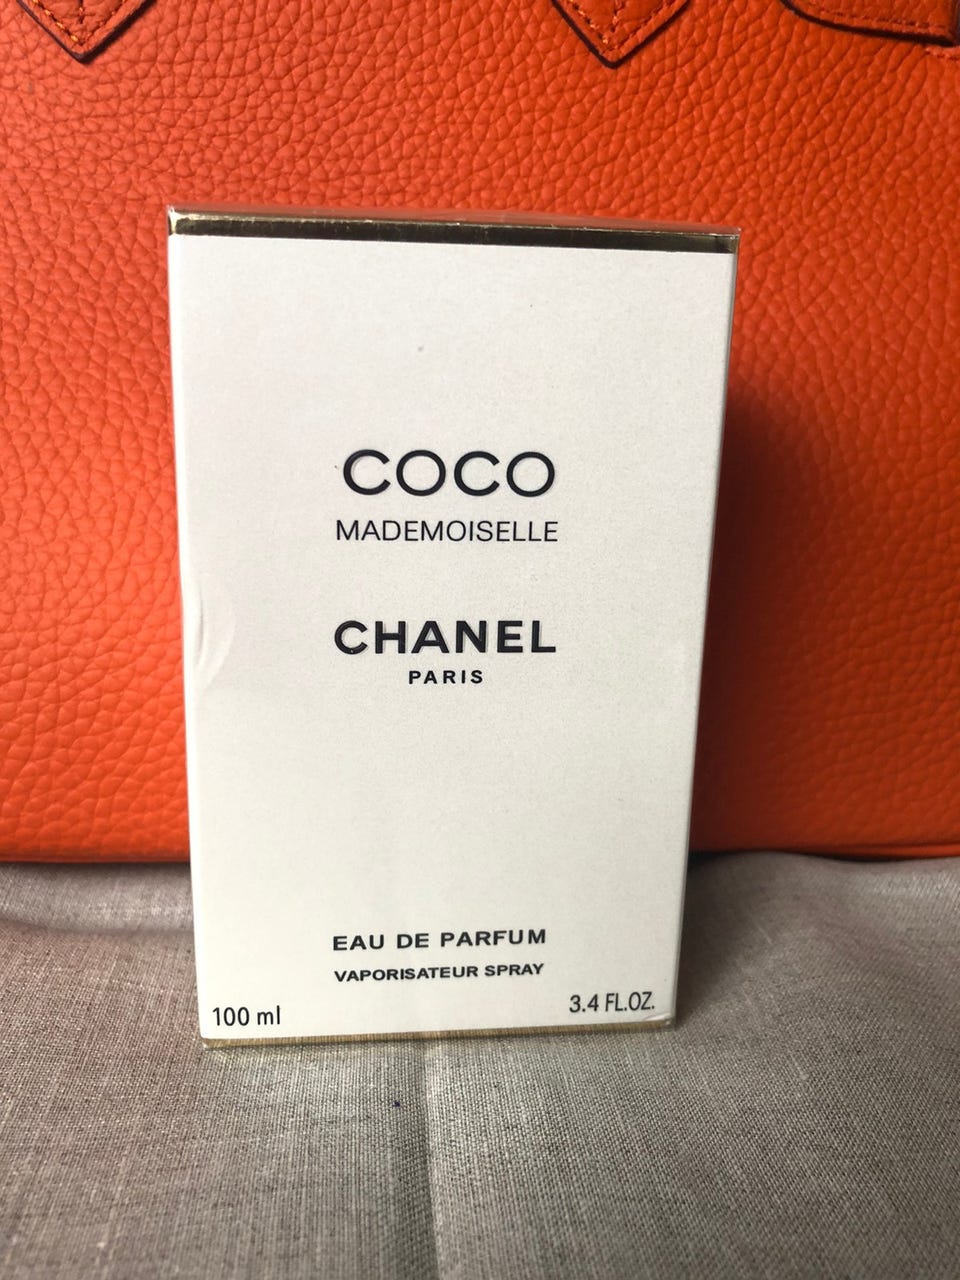 COCO
MADEMOISELLE
CHANEL
PARIS
EAU DE PARFUM
VAPORISATEUR SPRAY
100 ml 3.4 FL.OZ.